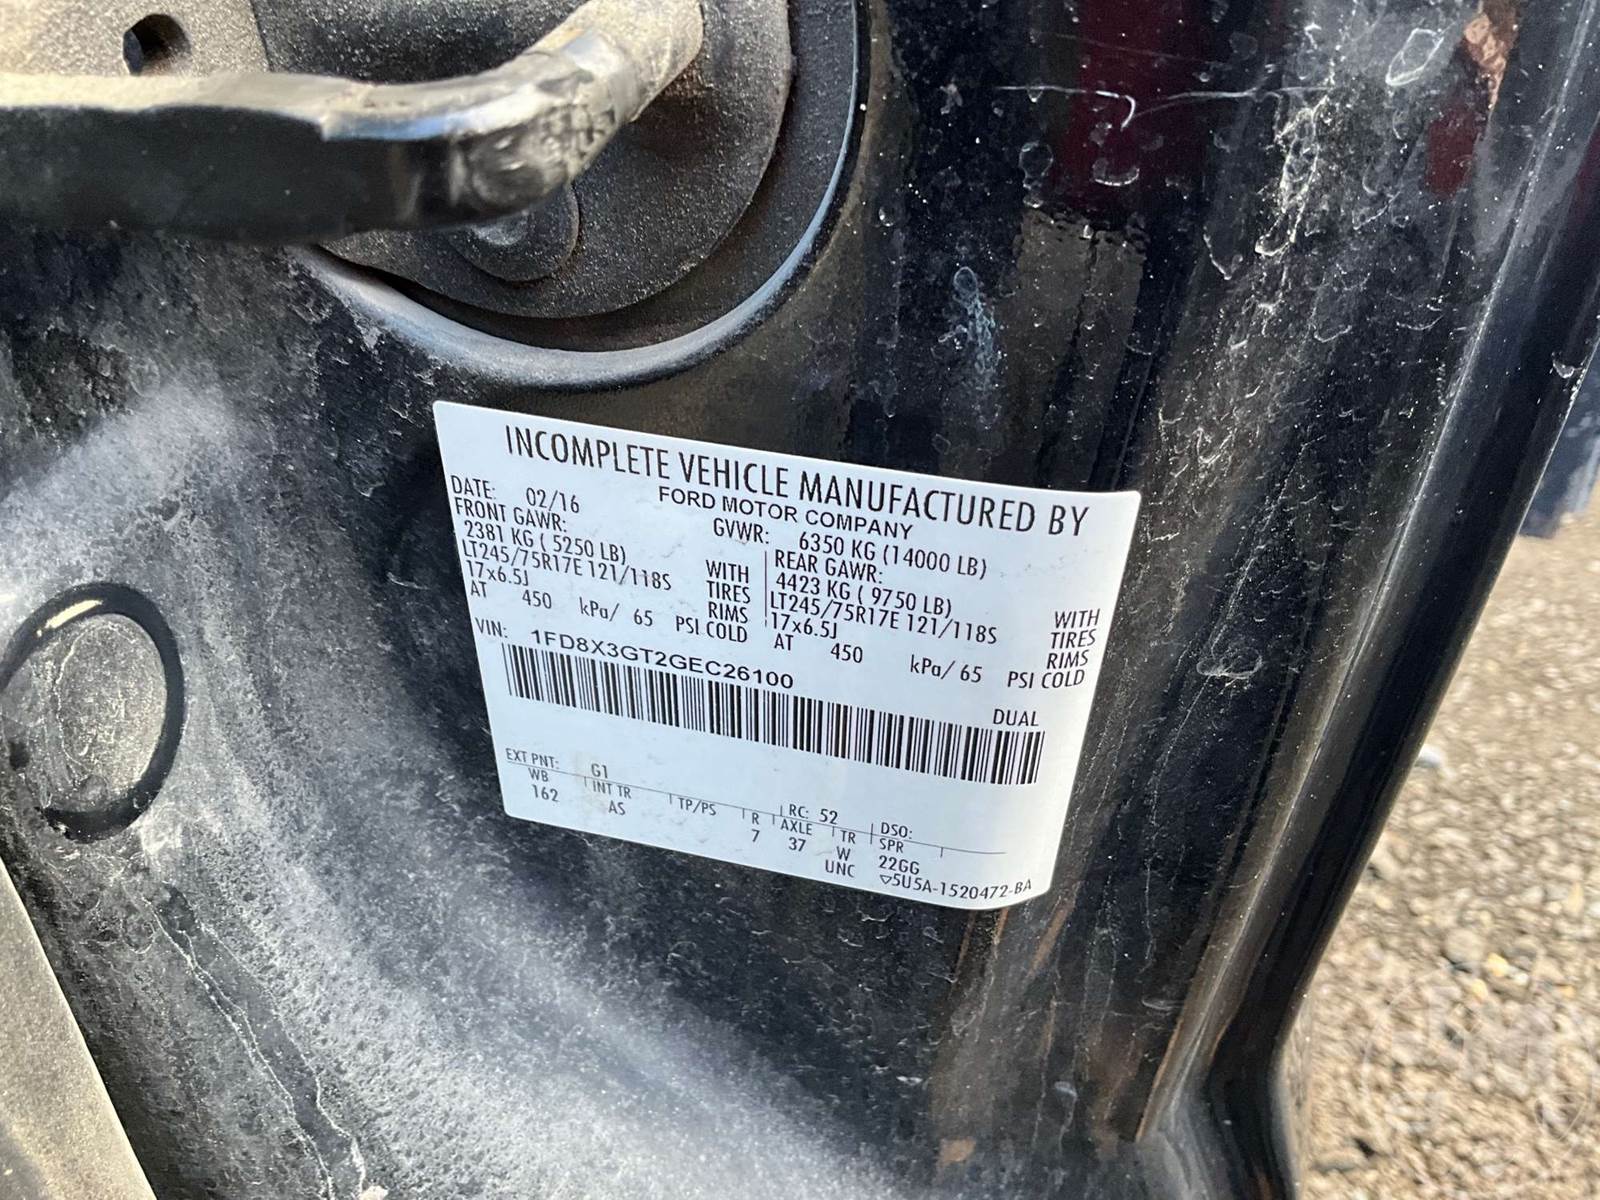 INCOMPLETE VEHICLE MANUFACTURED BY
FORD MOTOR COMPANY
DATE: 02/16 GVWR: 6350 KG (14000 LB)
FRONT GAWR: REAR GAWR:
2381 KG ( 5250 LB) WITH 4423 KG ( 9750 LB) WITH
LT245/75R17E 121/118S TIRES LT245/75R17E 121/118S TIRES
17x6.5J RIMS 17x6.5J RIMS
AT 450 kPa/ 65 PSI COLD AT 450 kPa/ 65 PSI COLD
VIN: 1FD8X3GT2GEC26100
DUAL
EXT PNT: G1 RC: 52 DSO:
WB INT TR TP/PS R AXLE TR SPR
162 AS 7 37 W 22GG
UNC ▽5U5A-1520472-BA